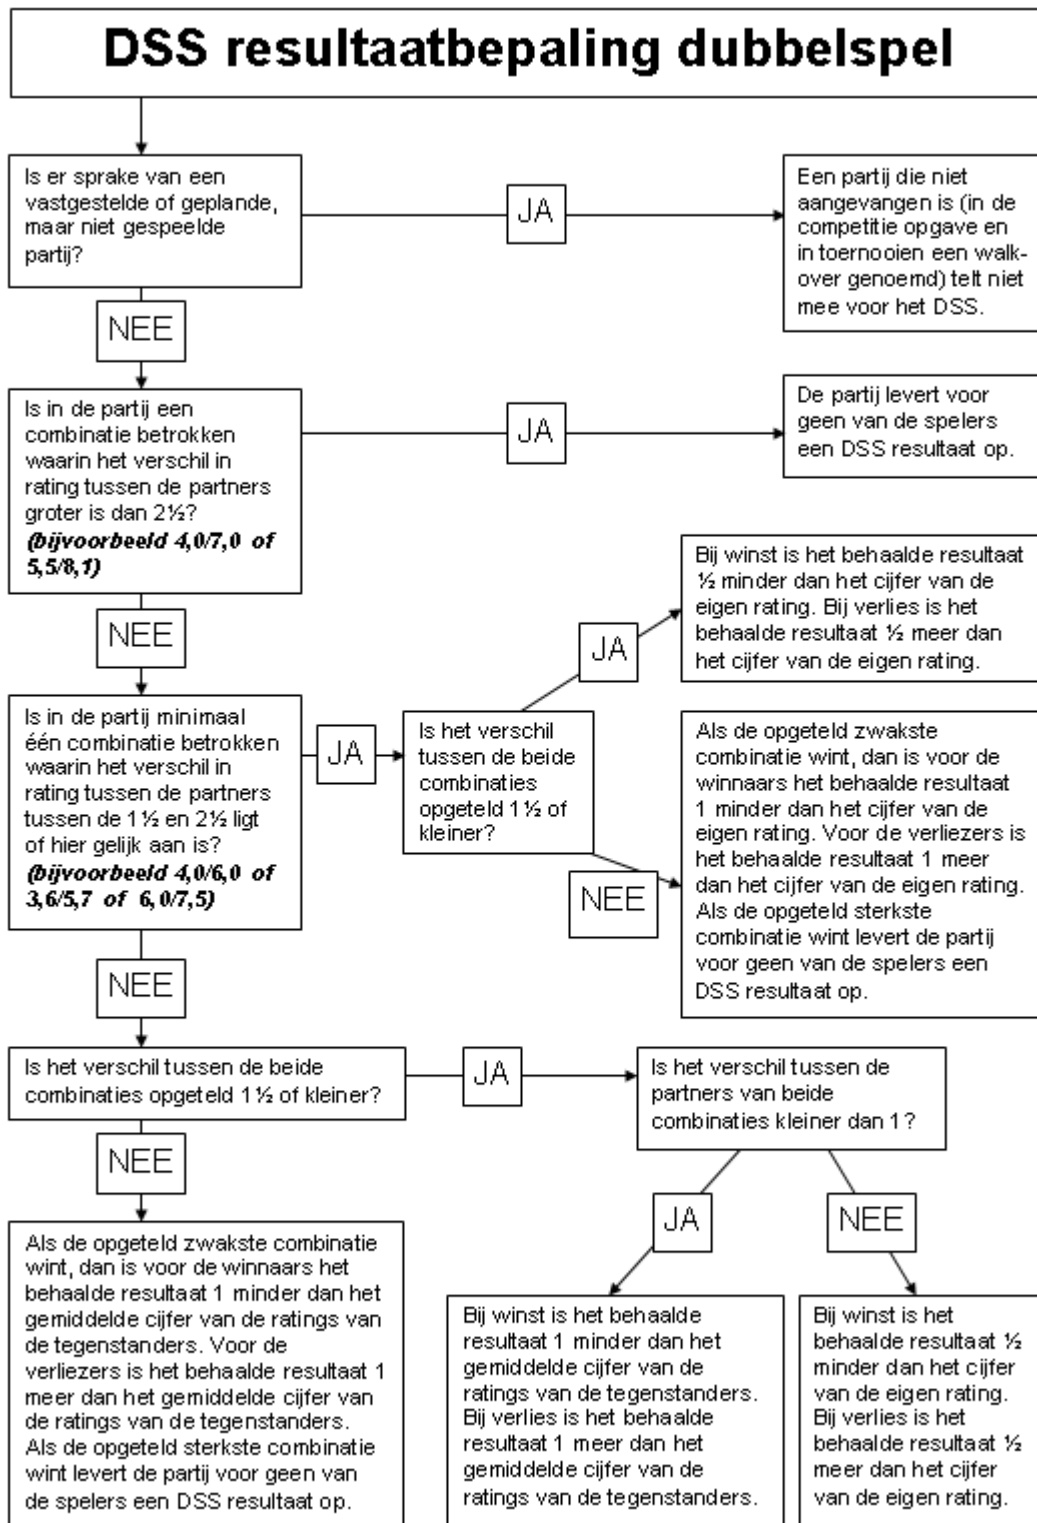 DSS resultaatbepaling dubbelspel
Is er sprake van een
vastgestelde of geplande,
maar niet gespeelde
partij?
JA
Een partij die niet
aangevangen is (in de
competitie opgave en
in toernooien een walk-
over genoemd) telt niet
mee voor het DSS.
NEE
Is in de partij een
combinatie betrokken
waarin het verschil in
rating tussen de partners
groter is dan 2½?
(bijvoorbeeld 4,0/7,0 of
5,5/8,1)
JA
De partij levert voor
geen van de spelers
een DSS resultaat op.
NEE
Is in de partij minimaal
één combinatie betrokken
waarin het verschil in
rating tussen de partners
tussen de 1½ en 2½ ligt
of hier gelijk aan is?
(bijvoorbeeld 4,0/6,0 of
3,6/5,7 of 6,0/7,5)
JA
Is het verschil
tussen de beide
combinaties
opgeteld 1½ of
kleiner?
JA
Bij winst is het behaalde resultaat
½ minder dan het cijfer van de
eigen rating. Bij verlies is het
behaalde resultaat ½ meer dan
het cijfer van de eigen rating.
NEE
Als de opgeteld zwakste
combinatie wint, dan is voor de
winnaars het behaalde resultaat
1 minder dan het cijfer van de
eigen rating. Voor de verliezers is
het behaalde resultaat 1 meer
dan het cijfer van de eigen rating.
Als de opgeteld sterkste
combinatie wint levert de partij
voor geen van de spelers een
DSS resultaat op.
NEE
Is het verschil tussen de beide
combinaties opgeteld 1½ of kleiner?
JA
Is het verschil tussen de
partners van beide
combinaties kleiner dan 1?
NEE
Als de opgeteld zwakste combinatie
wint, dan is voor de winnaars het
behaalde resultaat 1 minder dan het
gemiddelde cijfer van de ratings van
de tegenstanders. Voor de
verliezers is het behaalde resultaat 1
meer dan het gemiddelde cijfer van
de ratings van de tegenstanders.
Als de opgeteld sterkste combinatie
wint levert de partij voor geen van
de spelers een DSS resultaat op.
JA
Bij winst is het behaalde
resultaat 1 minder dan het
gemiddelde cijfer van de
ratings van de tegenstanders.
Bij verlies is het behaalde
resultaat 1 meer dan het
gemiddelde cijfer van de
ratings van de tegenstanders.
NEE
Bij winst is het
behaalde resultaat ½
minder dan het cijfer
van de eigen rating.
Bij verlies is het
behaalde resultaat ½
meer dan het cijfer
van de eigen rating.